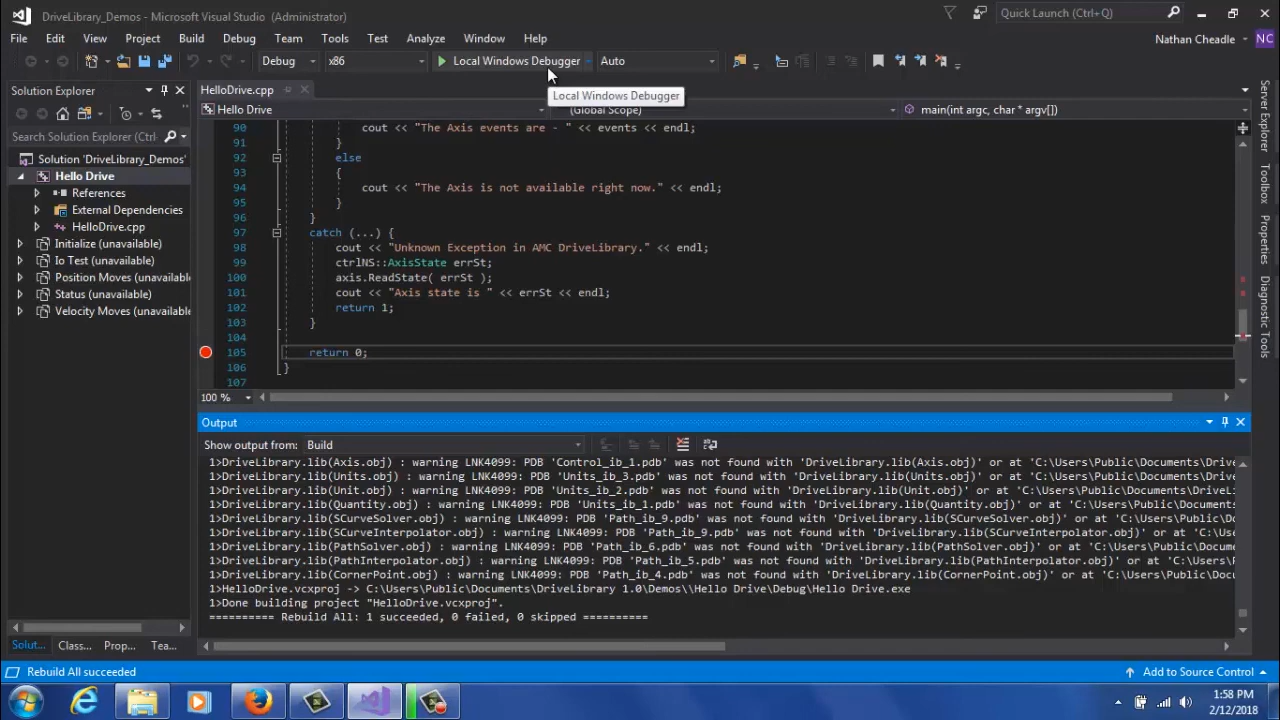 DriveLibrary_Demos - Microsoft Visual Studio (Administrator)
Quick Launch (Ctrl+Q)
File Edit View Project Build Debug Team Tools Test Analyze Window Help
Nathan Cheadle NC
Debug x86 Local Windows Debugger Auto
Local Windows Debugger
Solution Explorer
HelloDrive.cpp
Hello Drive (Global Scope) main(int argc, char * argv[])
Search Solution Explorer (Ctrl-
Solution 'DriveLibrary_Demos'
Hello Drive
References
External Dependencies
HelloDrive.cpp
Initialize (unavailable)
Io Test (unavailable)
Position Moves (unavailable)
Status (unavailable)
Velocity Moves (unavailable)
90 cout << "The Axis events are - " << events << endl;
91 }
92 else
93 {
94 cout << "The Axis is not available right now." << endl;
95 }
96 }
97 catch (...) {
98 cout << "Unknown Exception in AMC DriveLibrary." << endl;
99 ctrlNS::AxisState errSt;
100 axis.ReadState( errSt );
101 cout << "Axis state is " << errSt << endl;
102 return 1;
103 }
104
105 return 0;
106 }
107
100 %
Server Explorer
Properties
Diagnostic Tools
Output
Show output from: Build
1>DriveLibrary.lib(Axis.obj) : warning LNK4099: PDB 'Control_ib_1.pdb' was not found with 'DriveLibrary.lib(Axis.obj)' or at 'C:\Users\Public\Documents\Drive
1>DriveLibrary.lib(Units.obj) : warning LNK4099: PDB 'Units_ib_3.pdb' was not found with 'DriveLibrary.lib(Units.obj)' or at 'C:\Users\Public\Documents\Drive
1>DriveLibrary.lib(Unit.obj) : warning LNK4099: PDB 'Units_ib_2.pdb' was not found with 'DriveLibrary.lib(Unit.obj)' or at 'C:\Users\Public\Documents\DriveLi
1>DriveLibrary.lib(Quantity.obj) : warning LNK4099: PDB 'Units_ib_1.pdb' was not found with 'DriveLibrary.lib(Quantity.obj)' or at 'C:\Users\Public\Documents
1>DriveLibrary.lib(SCurveSolver.obj) : warning LNK4099: PDB 'Path_ib_9.pdb' was not found with 'DriveLibrary.lib(SCurveSolver.obj)' or at 'C:\Users\Public\Do
1>DriveLibrary.lib(SCurveInterpolator.obj) : warning LNK4099: PDB 'Path_ib_9.pdb' was not found with 'DriveLibrary.lib(SCurveInterpolator.obj)' or at 'C:\Use
1>DriveLibrary.lib(PathSolver.obj) : warning LNK4099: PDB 'Path_ib_6.pdb' was not found with 'DriveLibrary.lib(PathSolver.obj)' or at 'C:\Users\Public\Docume
1>DriveLibrary.lib(PathInterpolator.obj) : warning LNK4099: PDB 'Path_ib_5.pdb' was not found with 'DriveLibrary.lib(PathInterpolator.obj)' or at 'C:\Users\P
1>DriveLibrary.lib(CornerPoint.obj) : warning LNK4099: PDB 'Path_ib_4.pdb' was not found with 'DriveLibrary.lib(CornerPoint.obj)' or at 'C:\Users\Public\Docu
1>HelloDrive.vcxproj -> C:\Users\Public\Documents\DriveLibrary 1.0\Demos\\Hello Drive\Debug\Hello Drive.exe
1>Done building project "HelloDrive.vcxproj".
========== Rebuild All: 1 succeeded, 0 failed, 0 skipped ==========
Solut... Class... Prop... Tea...
Rebuild All succeeded
Add to Source Control
1:58 PM
2/12/2018